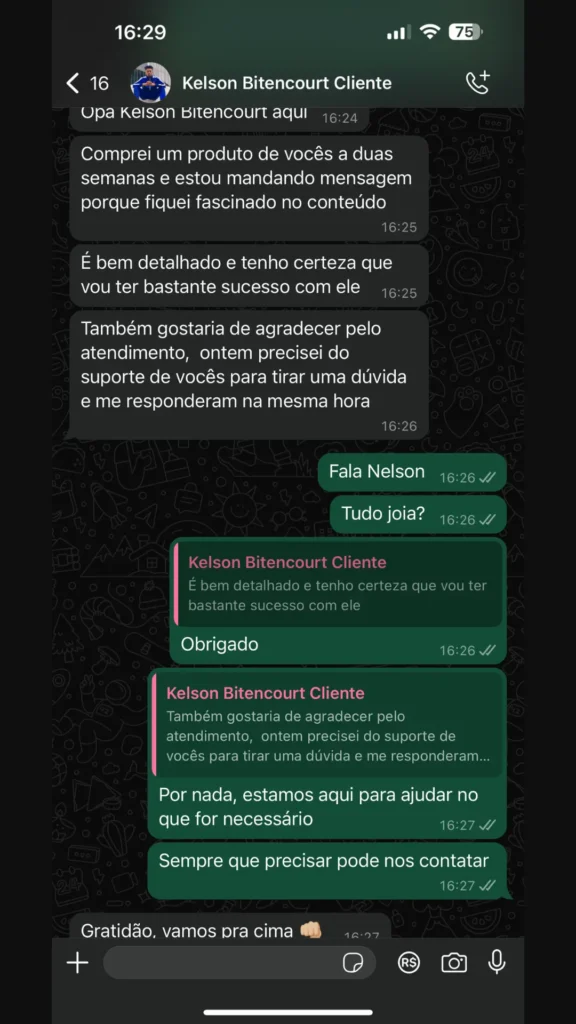 16:29
75
16
Kelson Bitencourt Cliente
Opa Kelson Bitencourt aqui 16:24
Comprei um produto de vocês a duas
semanas e estou mandando mensagem
porque fiquei fascinado no conteúdo
16:25
É bem detalhado e tenho certeza que
vou ter bastante sucesso com ele 16:25
Também gostaria de agradecer pelo
atendimento, ontem precisei do
suporte de vocês para tirar uma dúvida
e me responderam na mesma hora
16:26
Fala Nelson 16:26
Tudo joia? 16:26
Kelson Bitencourt Cliente
É bem detalhado e tenho certeza que vou ter
bastante sucesso com ele
Obrigado 16:26
Kelson Bitencourt Cliente
Também gostaria de agradecer pelo
atendimento, ontem precisei do suporte de
vocês para tirar uma dúvida e me responderam...
Por nada, estamos aqui para ajudar no
que for necessário 16:27
Sempre que precisar pode nos contatar
16:27
Gratidão, vamos pra cima 👊🏼 16:27
R$